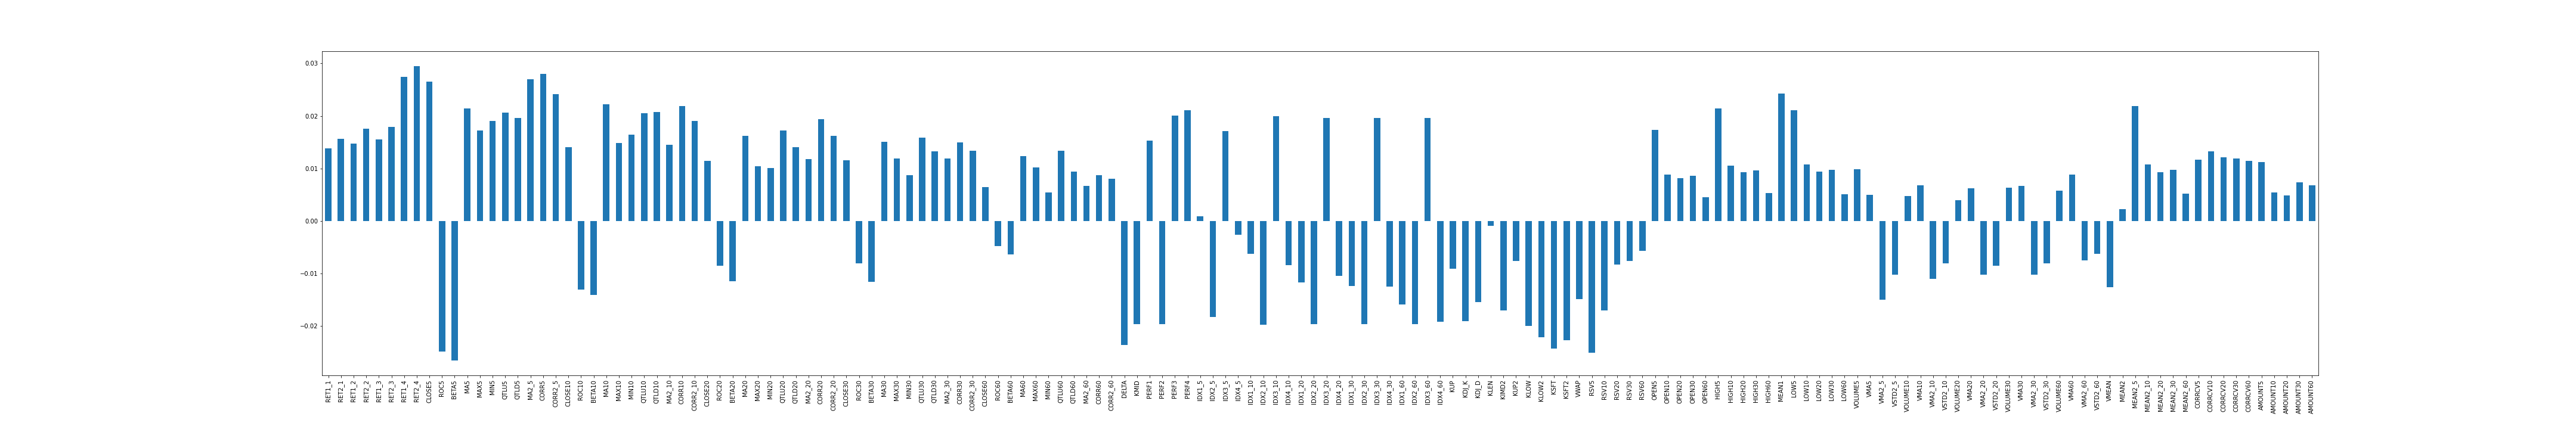 0.03
0.02
0.01
0.00
−0.01
−0.02
RET1_1
RET2_1
RET1_2
RET2_2
RET1_3
RET2_3
RET1_4
RET2_4
CLOSE5
ROC5
BETA5
MA5
MAX5
MIN5
QTLU5
QTLD5
MA2_5
CORR5
CORR2_5
CLOSE10
ROC10
BETA10
MA10
MAX10
MIN10
QTLU10
QTLD10
MA2_10
CORR10
CORR2_10
CLOSE20
ROC20
BETA20
MA20
MAX20
MIN20
QTLU20
QTLD20
MA2_20
CORR20
CORR2_20
CLOSE30
ROC30
BETA30
MA30
MAX30
MIN30
QTLU30
QTLD30
MA2_30
CORR30
CORR2_30
CLOSE60
ROC60
BETA60
MA60
MAX60
MIN60
QTLU60
QTLD60
MA2_60
CORR60
CORR2_60
DELTA
KMID
PERF1
PERF2
PERF3
PERF4
IDX1_5
IDX2_5
IDX3_5
IDX4_5
IDX1_10
IDX2_10
IDX3_10
IDX4_10
IDX1_20
IDX2_20
IDX3_20
IDX4_20
IDX1_30
IDX2_30
IDX3_30
IDX4_30
IDX1_60
IDX2_60
IDX3_60
IDX4_60
KUP
KDJ_K
KDJ_D
KLEN
KIMD2
KUP2
KLOW
KLOW2
KSFT
KSFT2
VWAP
RSV5
RSV10
RSV20
RSV30
RSV60
OPEN5
OPEN10
OPEN20
OPEN30
OPEN60
HIGH5
HIGH10
HIGH20
HIGH30
HIGH60
MEAN1
LOW5
LOW10
LOW20
LOW30
LOW60
VOLUME5
VMA5
VMA2_5
VSTD2_5
VOLUME10
VMA10
VMA2_10
VSTD2_10
VOLUME20
VMA20
VMA2_20
VSTD2_20
VOLUME30
VMA30
VMA2_30
VSTD2_30
VOLUME60
VMA60
VMA2_60
VSTD2_60
VMEAN
MEAN2
MEAN2_5
MEAN2_10
MEAN2_20
MEAN2_30
MEAN2_60
CORRCV5
CORRCV10
CORRCV20
CORRCV30
CORRCV60
AMOUNT5
AMOUNT10
AMOUNT20
AMOUNT30
AMOUNT60